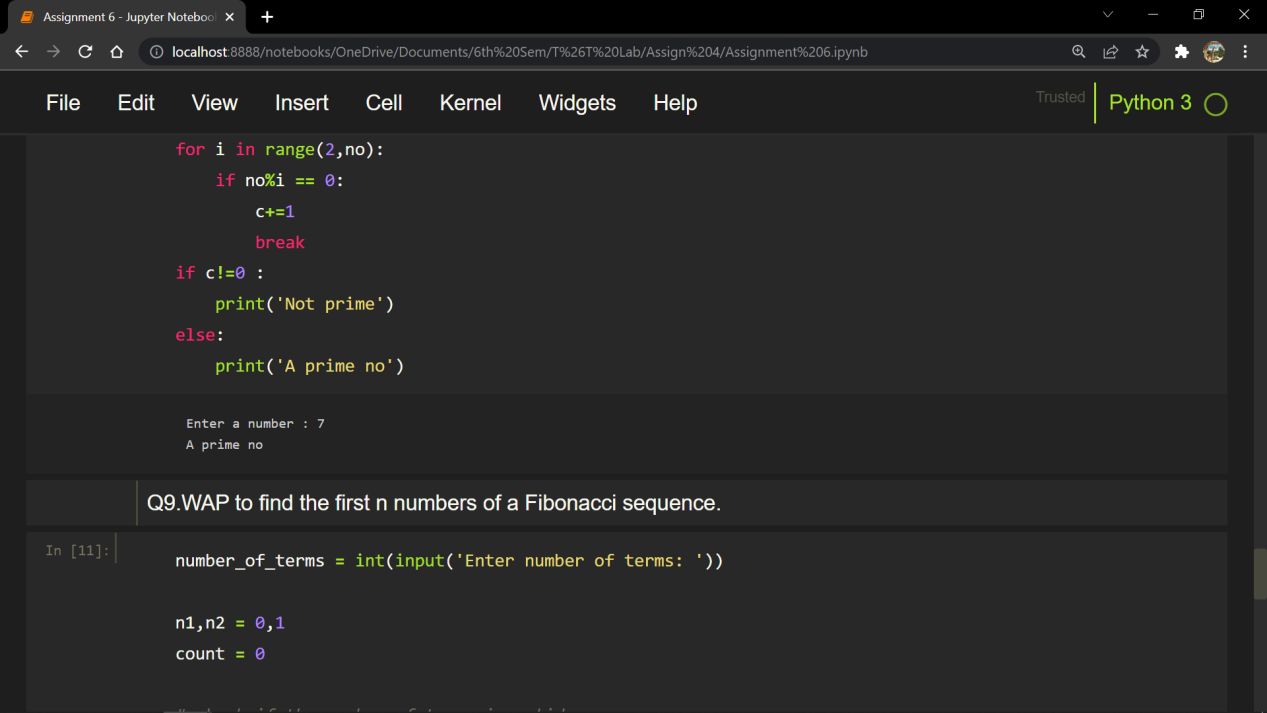 Assignment 6 - Jupyter Noteboo
localhost:8888/notebooks/OneDrive/Documents/6th%20Sem/T%26T%20Lab/Assign%204/Assignment%206.ipynb
File Edit View Insert Cell Kernel Widgets Help Trusted Python 3
for i in range(2,no):
if no%i == 0:
c+=1
break
if c!=0 :
print('Not prime')
else:
print('A prime no')
Enter a number : 7
A prime no
Q9.WAP to find the first n numbers of a Fibonacci sequence.
In [11]:
number_of_terms = int(input('Enter number of terms: '))
n1,n2 = 0,1
count = 0